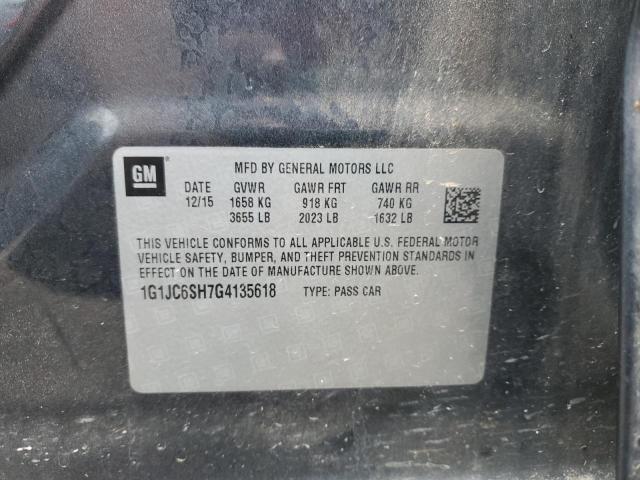 GM
MFD BY GENERAL MOTORS LLC
DATE GVWR GAWR FRT GAWR RR
12/15 1658 KG 918 KG 740 KG
3655 LB 2023 LB 1632 LB
THIS VEHICLE CONFORMS TO ALL APPLICABLE U.S. FEDERAL MOTOR
VEHICLE SAFETY, BUMPER, AND THEFT PREVENTION STANDARDS IN
EFFECT ON THE DATE OF MANUFACTURE SHOWN ABOVE.
1G1JC6SH7G4135618 TYPE: PASS CAR